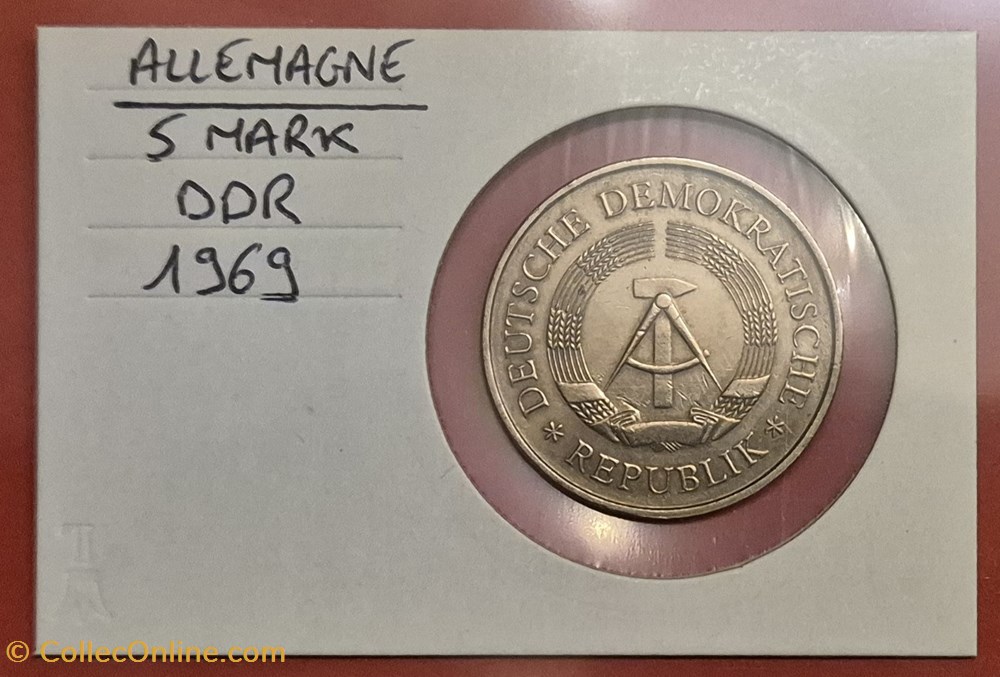 ALLEMAGNE
5 MARK
DDR
1969
DEUTSCHE DEMOKRATISCHE
* REPUBLIK *
© CollecOnline.com